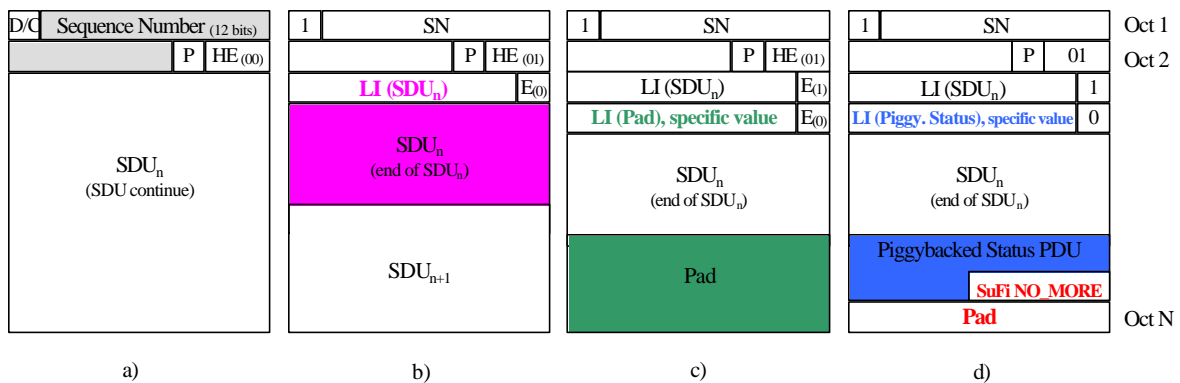 D/C Sequence Number (12 bits) 1 SN 1 SN 1 SN Oct 1
P HE (00) P HE (01) P HE (01) P 01 Oct 2
LI (SDUn) E(0) LI (SDUn) E(1) LI (SDUn) 1
LI (Pad), specific value E(0) LI (Piggy. Status), specific value 0
SDUn
(SDU continue)
SDUn
(end of SDUn)
SDUn+1
SDUn
(end of SDUn)
Pad
SDUn
(end of SDUn)
Piggybacked Status PDU
SuFi NO_MORE
Pad Oct N
a) b) c) d)